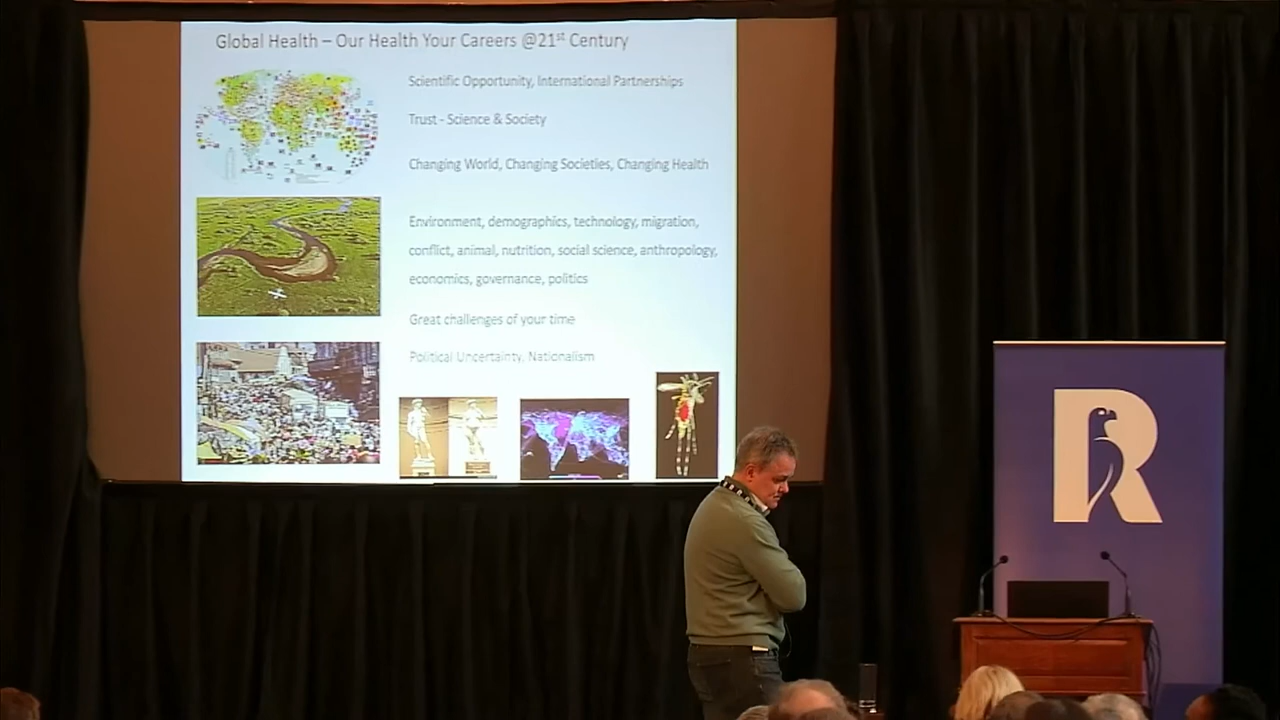 Global Health – Our Health Your Careers @21st Century
Scientific Opportunity, International Partnerships
Trust - Science & Society
Changing World, Changing Societies, Changing Health
Environment, demographics, technology, migration,
conflict, animal, nutrition, social science, anthropology,
economics, governance, politics
Great challenges of your time
Political Uncertainty, Nationalism
R